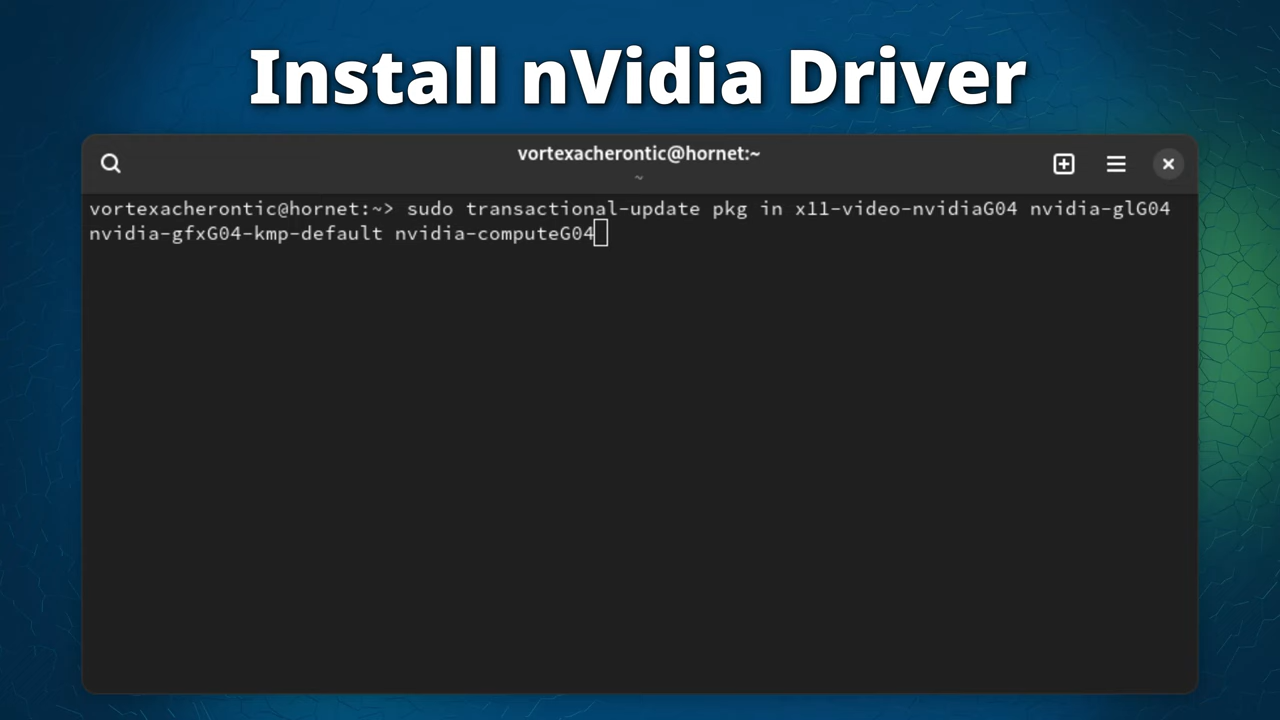 Install nVidia Driver
vortexacherontic@hornet:~
~
vortexacherontic@hornet:~> sudo transactional-update pkg in x11-video-nvidiaG04 nvidia-glG04
nvidia-gfxG04-kmp-default nvidia-computeG04